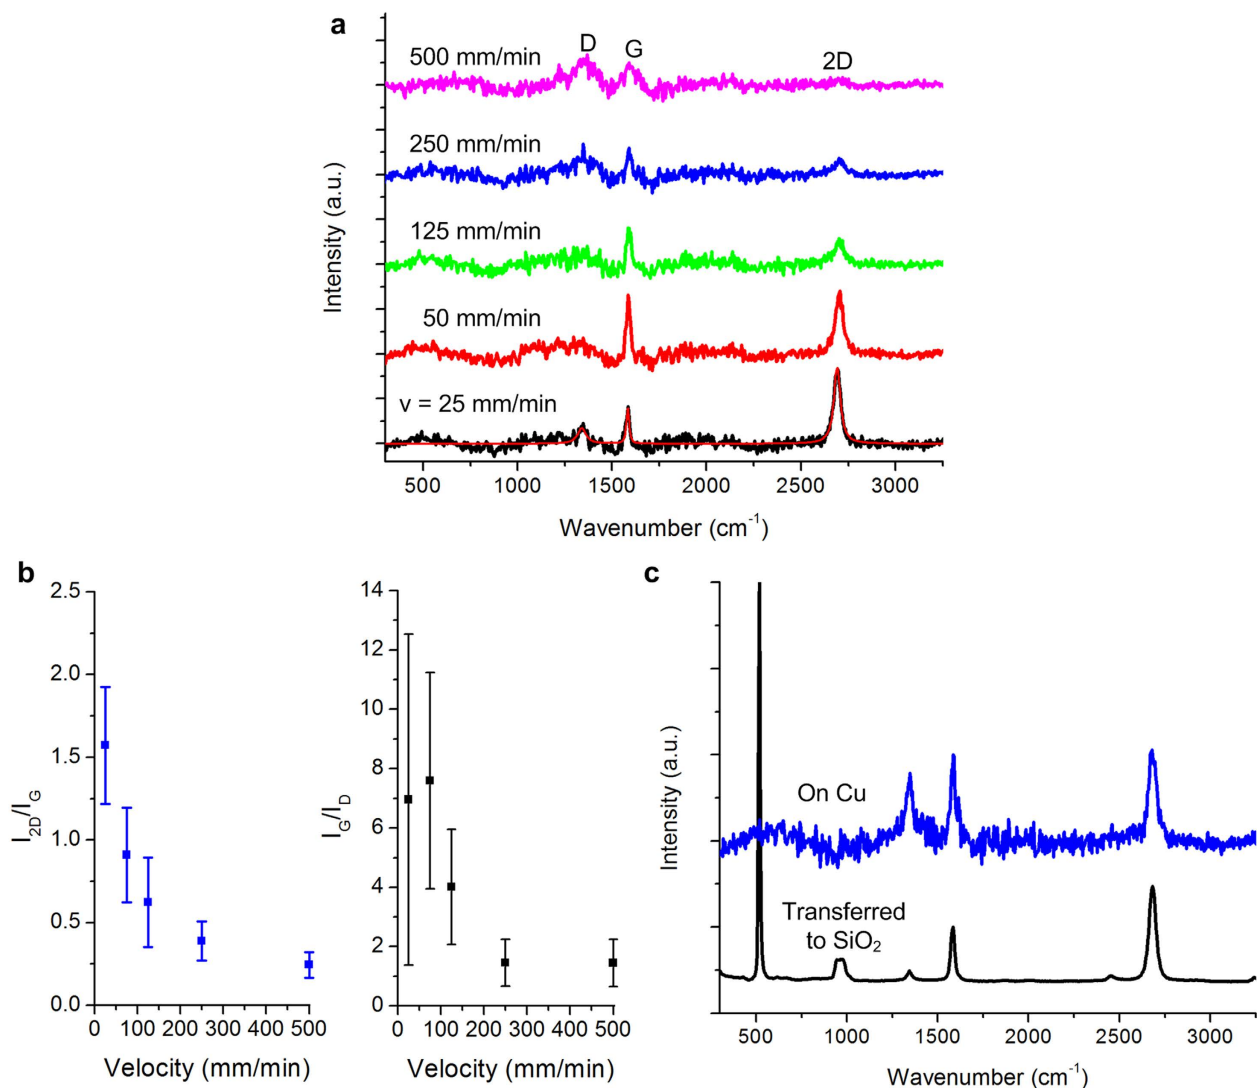 a
500 mm/min
D
G
2D
250 mm/min
125 mm/min
50 mm/min
v = 25 mm/min
Intensity (a.u.)
500 1000 1500 2000 2500 3000
Wavenumber (cm⁻¹)
b
2.5
2.0
1.5
1.0
0.5
0.0
I₂D/I_G
0 100 200 300 400 500
Velocity (mm/min)
14
12
10
8
6
4
2
0
I_G/I_D
0 100 200 300 400 500
Velocity (mm/min)
c
On Cu
Transferred
to SiO₂
Intensity (a.u.)
500 1000 1500 2000 2500 3000
Wavenumber (cm⁻¹)